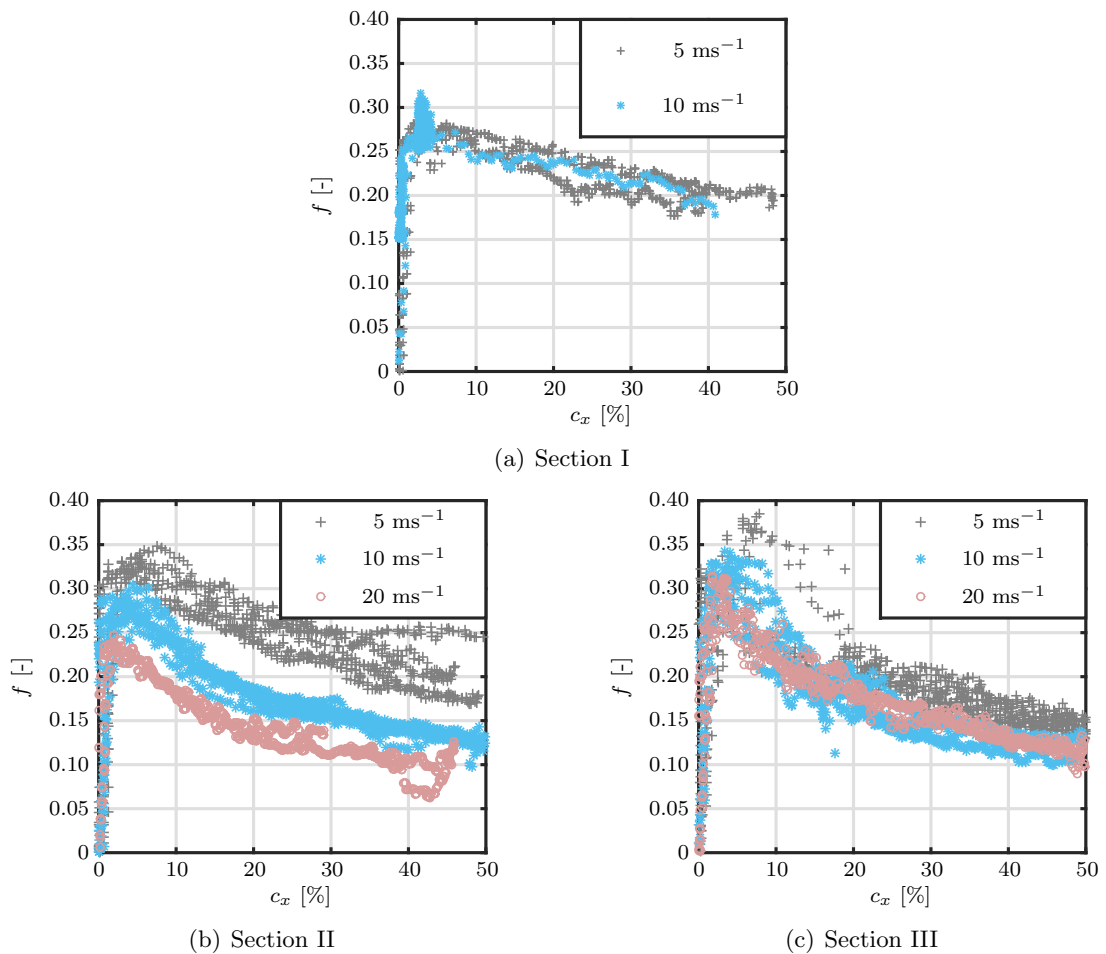 0.40
0.35
0.30
0.25
0.20
0.15
0.10
0.05
0
f [-]
0 10 20 30 40 50
c_x [%]
5 ms⁻¹
10 ms⁻¹
(a) Section I
0.40
0.35
0.30
0.25
0.20
0.15
0.10
0.05
0
f [-]
0 10 20 30 40 50
c_x [%]
5 ms⁻¹
10 ms⁻¹
20 ms⁻¹
(b) Section II
0.40
0.35
0.30
0.25
0.20
0.15
0.10
0.05
0
f [-]
0 10 20 30 40 50
c_x [%]
5 ms⁻¹
10 ms⁻¹
20 ms⁻¹
(c) Section III